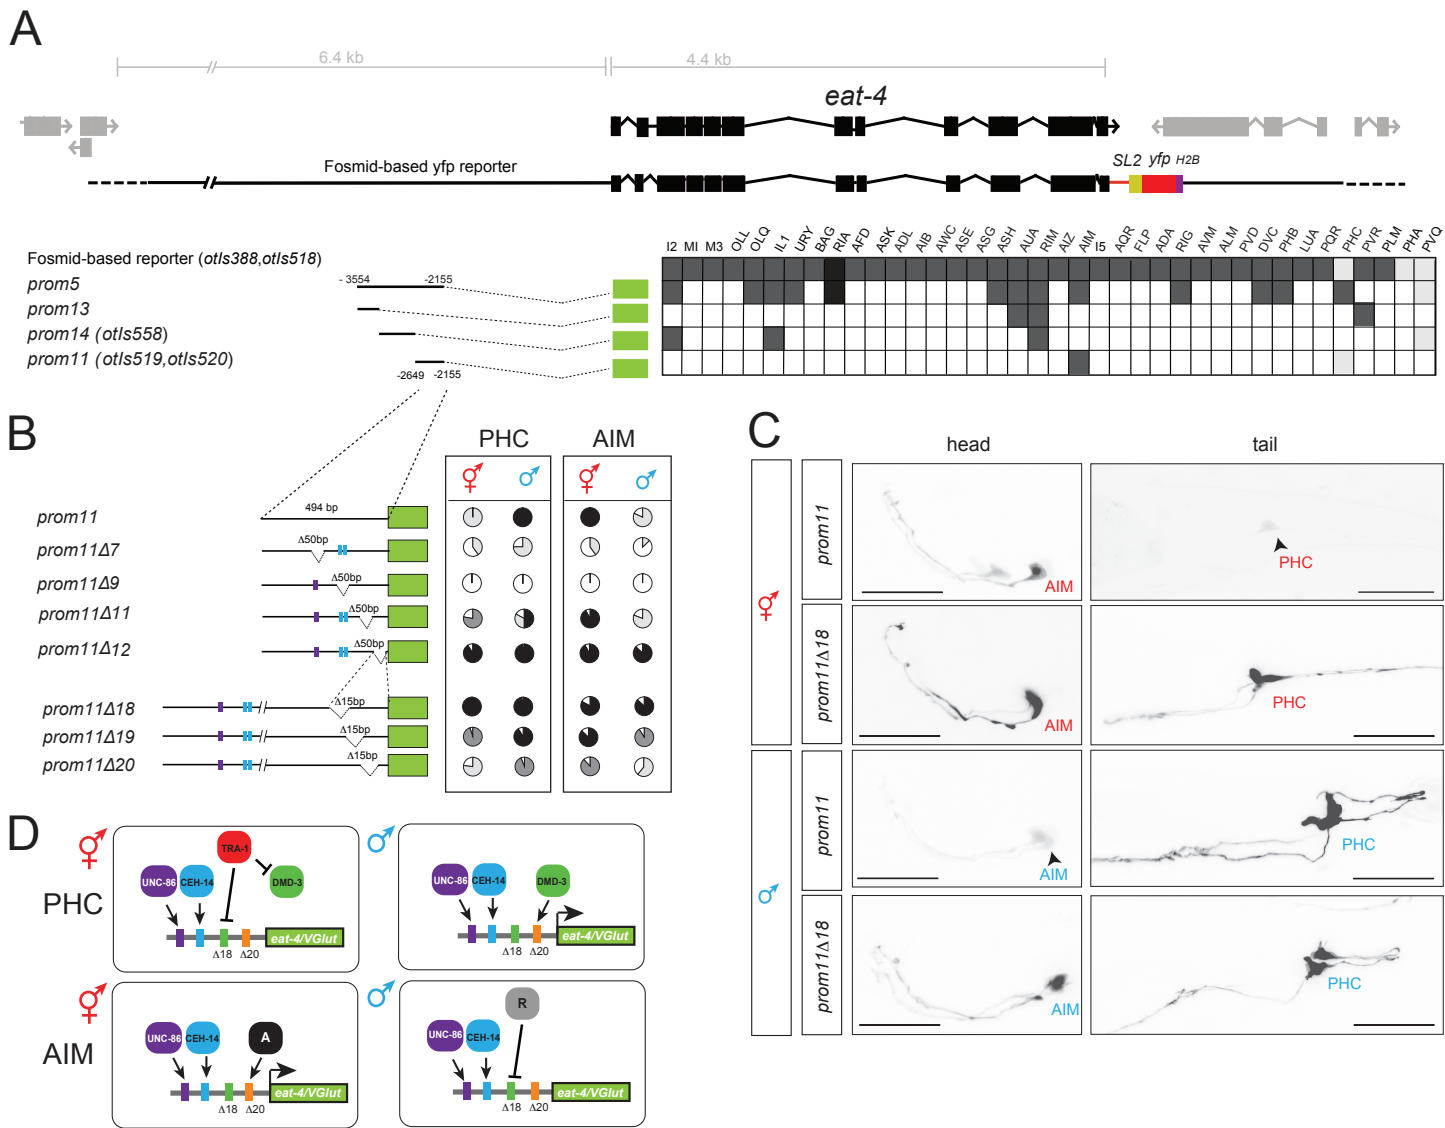 A
6.4 kb
4.4 kb
eat-4
Fosmid-based yfp reporter
SL2 yfp H2B
I2 MI M3 OLL OLQ IL1 URY BAG RIA AFD ASK ADL AIB AWC ASE ASG ASH AUA RIM AIZ AIM I5 AQR FLP ADA RIG AVM ALM PVD DVC PHB LUA PQR PHC PVR PLM PHA PVQ
Fosmid-based reporter (otIs388,otIs518)
prom5
- 3554
-2155
prom13
prom14 (otIs558)
prom11 (otIs519,otIs520)
-2649
-2155
B
PHC
AIM
⚥ ♂ ⚥ ♂
prom11
494 bp
prom11Δ7
Δ50bp
prom11Δ9
Δ50bp
prom11Δ11
Δ50bp
prom11Δ12
Δ50bp
prom11Δ18
Δ15bp
prom11Δ19
Δ15bp
prom11Δ20
Δ15bp
C
head
tail
⚥
prom11
AIM
PHC
prom11Δ18
AIM
PHC
♂
prom11
AIM
PHC
prom11Δ18
AIM
PHC
D
⚥
PHC
TRA-1
UNC-86
CEH-14
DMD-3
eat-4/VGlut
Δ18
Δ20
♂
UNC-86
CEH-14
DMD-3
eat-4/VGlut
Δ18
Δ20
⚥
AIM
UNC-86
CEH-14
A
eat-4/VGlut
Δ18
Δ20
♂
R
UNC-86
CEH-14
eat-4/VGlut
Δ18
Δ20